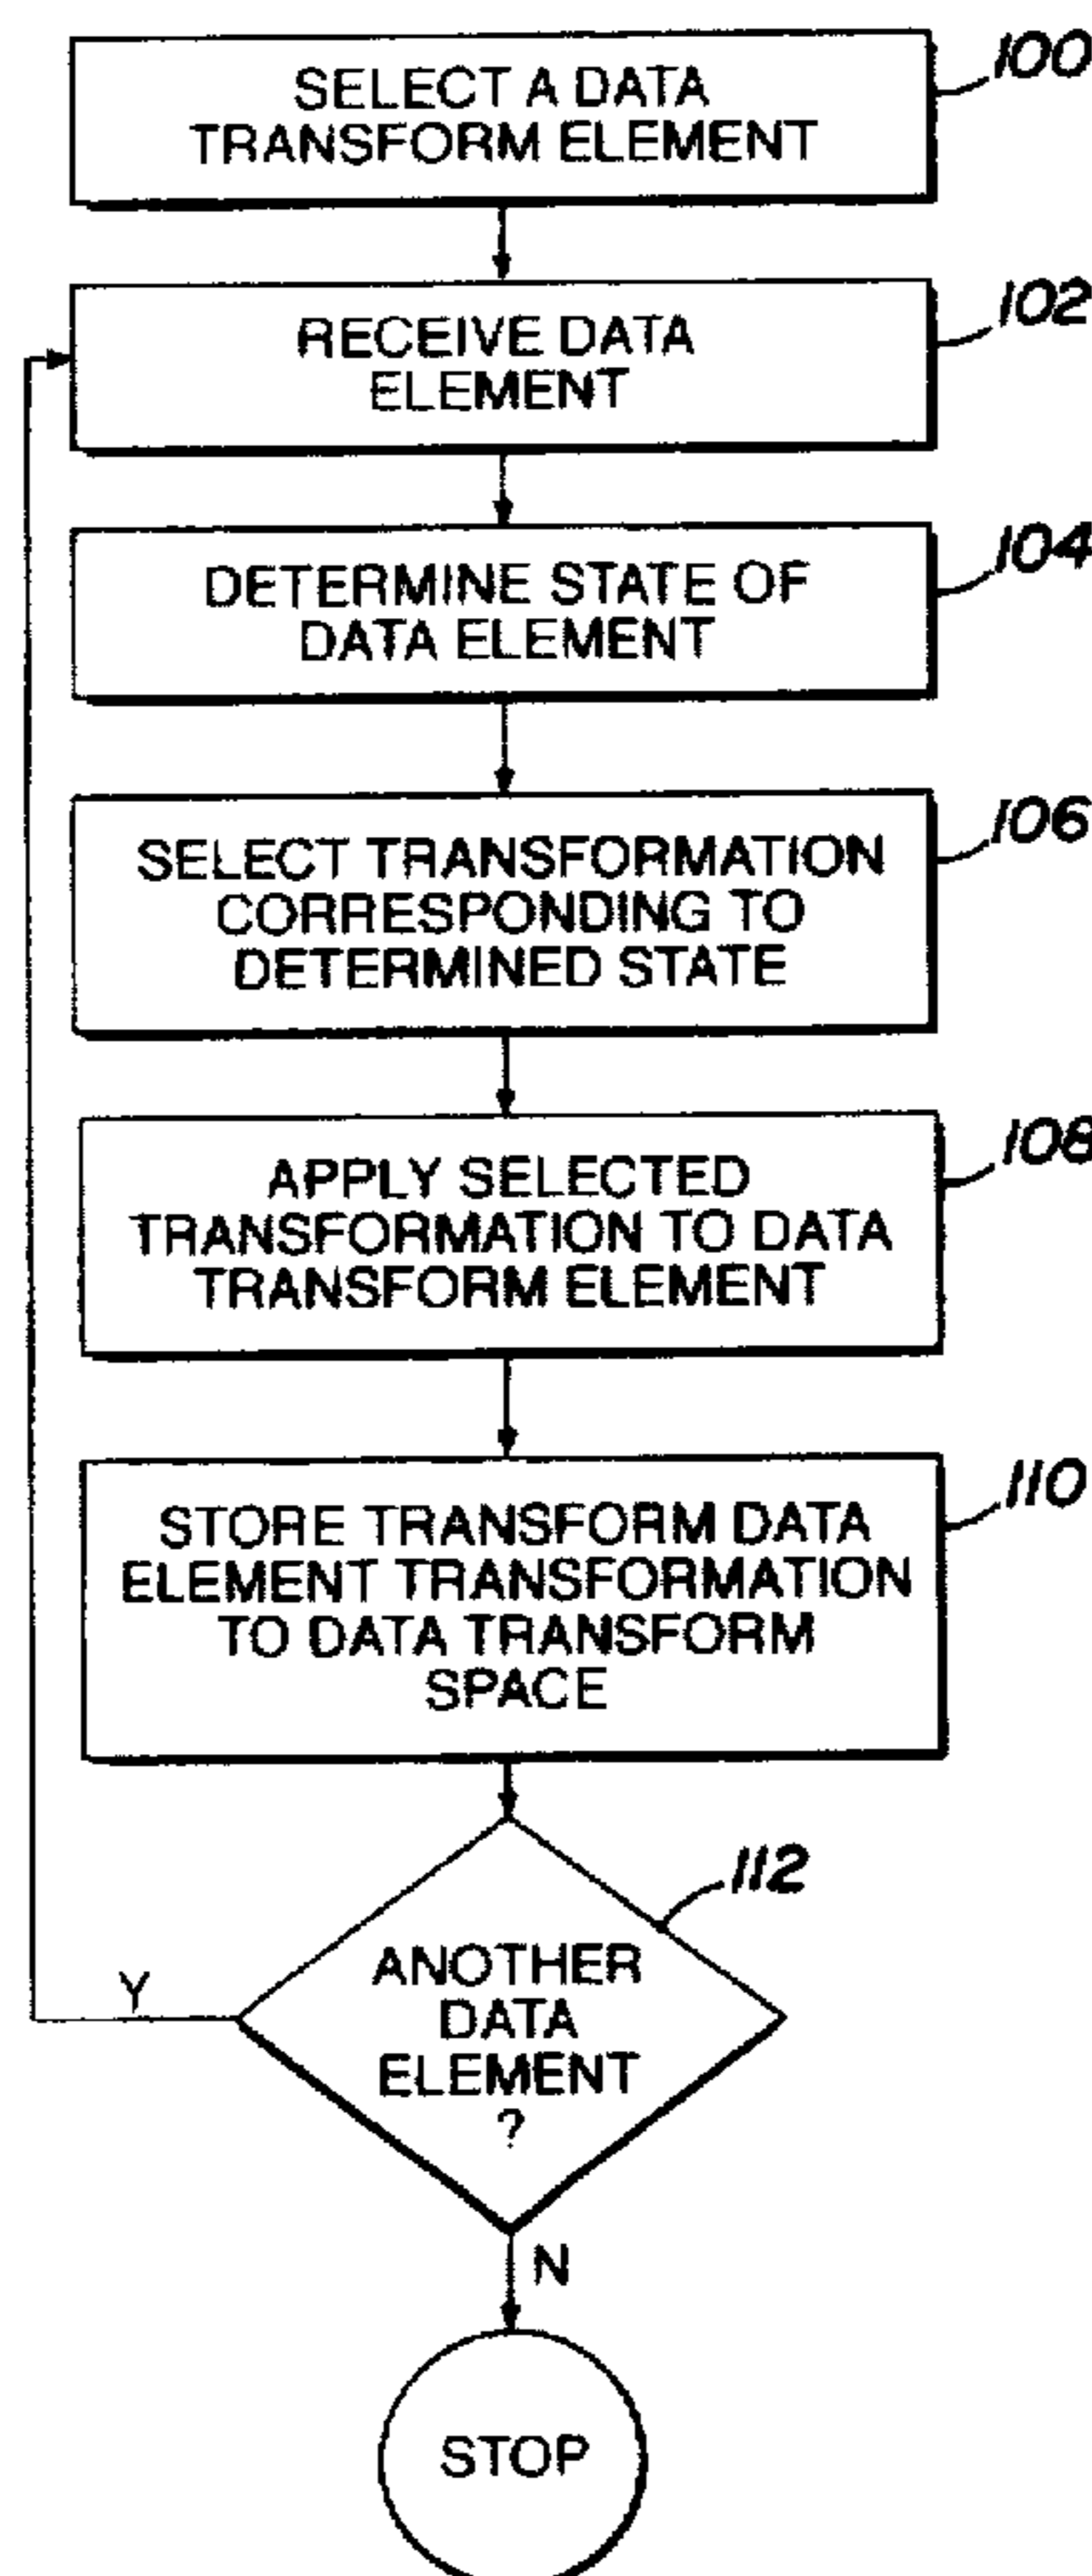 100
SELECT A DATA
TRANSFORM ELEMENT
102
RECEIVE DATA
ELEMENT
104
DETERMINE STATE OF
DATA ELEMENT
106
SELECT TRANSFORMATION
CORRESPONDING TO
DETERMINED STATE
108
APPLY SELECTED
TRANSFORMATION TO DATA
TRANSFORM ELEMENT
110
STORE TRANSFORM DATA
ELEMENT TRANSFORMATION
TO DATA TRANSFORM
SPACE
112
ANOTHER
DATA
ELEMENT
?
Y
N
STOP